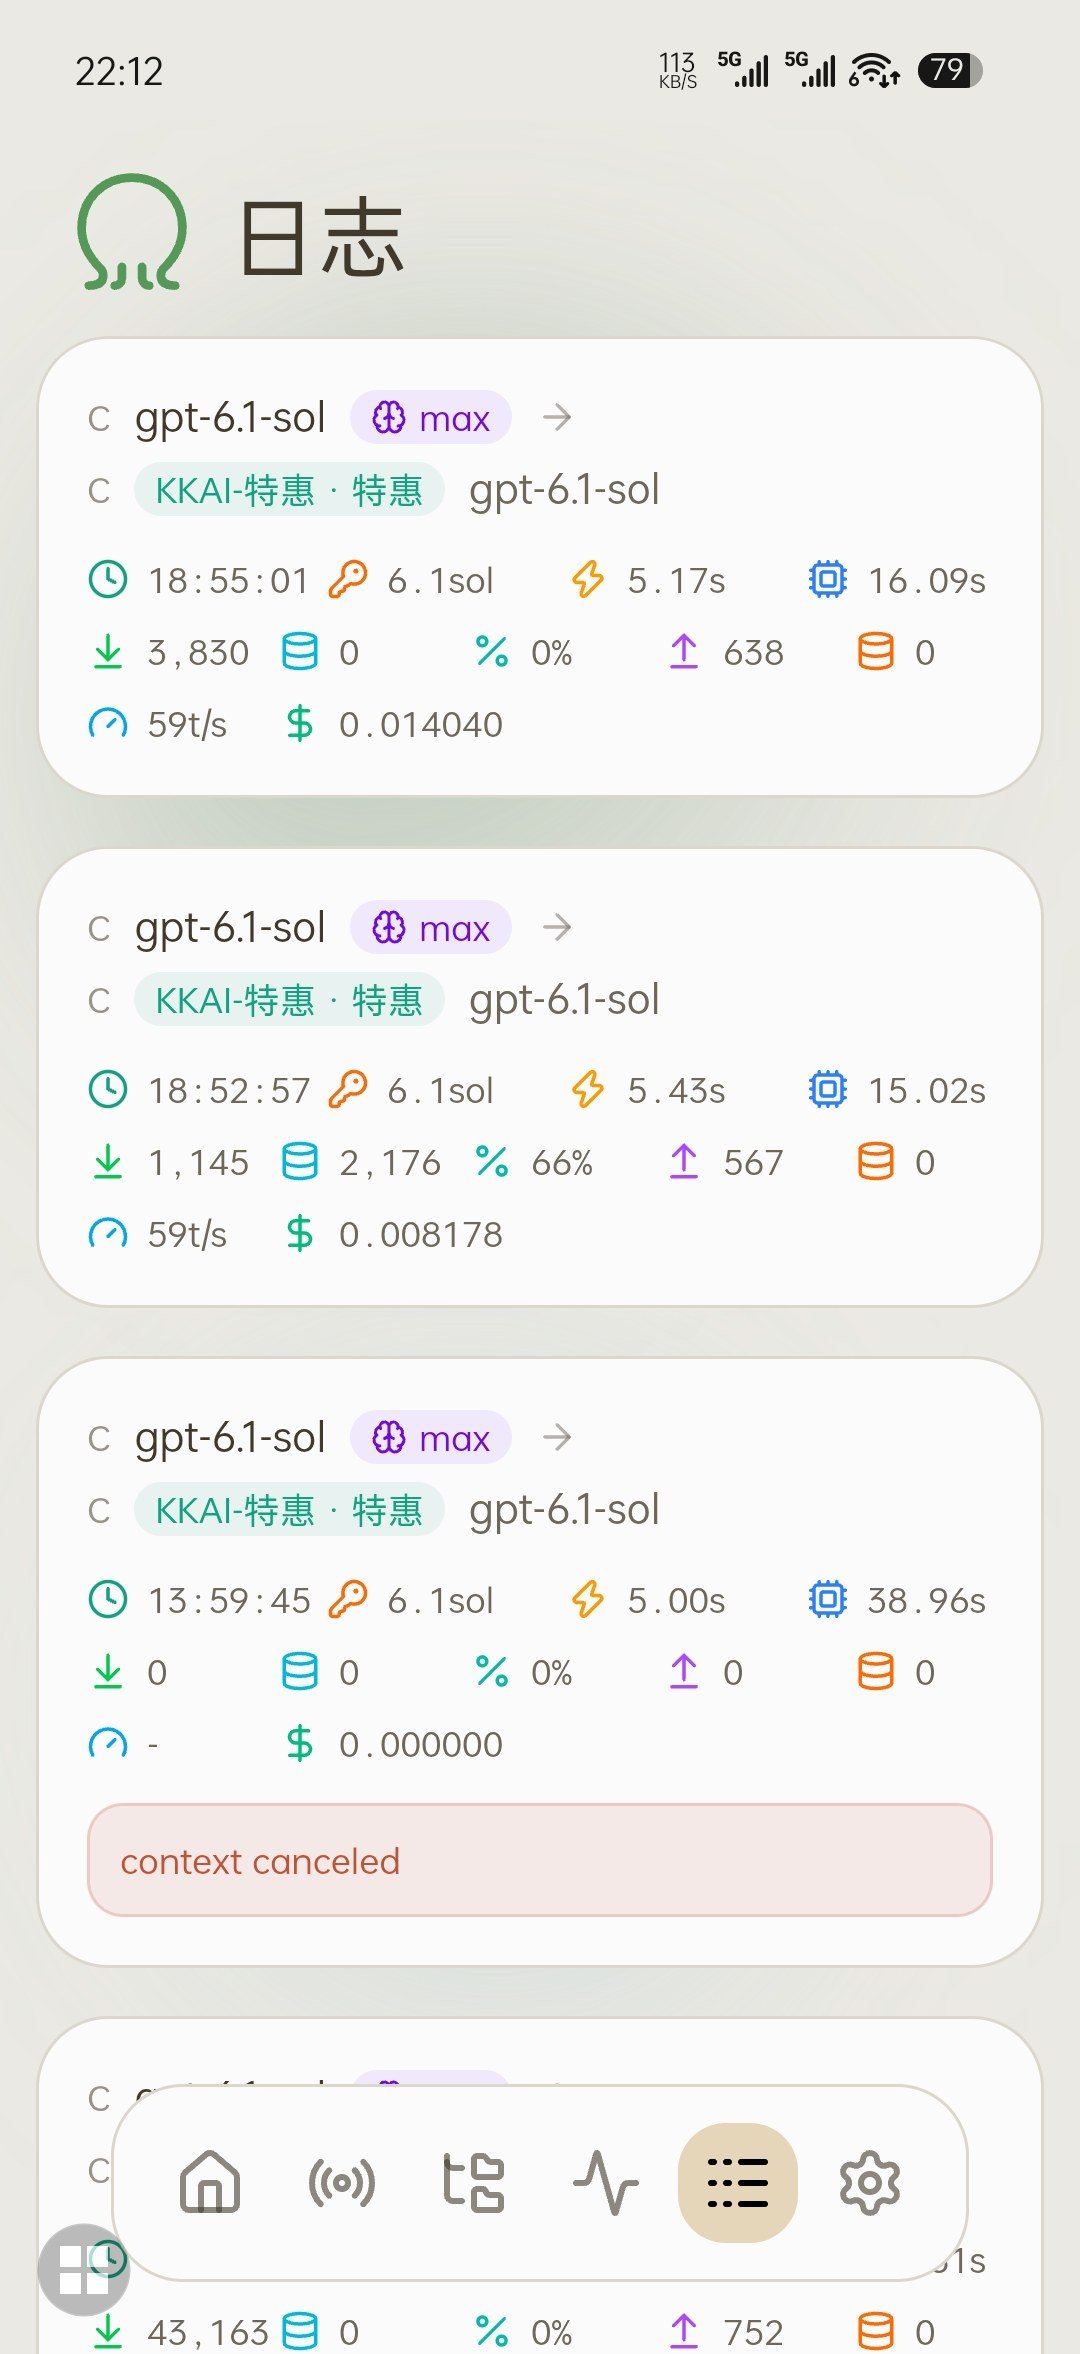 22:12 113 KB/S 5G 5G 6 79
日志
C gpt-6.1-sol max
C KKAI-特惠 · 特惠 gpt-6.1-sol
18:55:01 6.1sol 5.17s 16.09s
3,830 0 0% 638 0
59t/s 0.014040
C gpt-6.1-sol max
C KKAI-特惠 · 特惠 gpt-6.1-sol
18:52:57 6.1sol 5.43s 15.02s
1,145 2,176 66% 567 0
59t/s 0.008178
C gpt-6.1-sol max
C KKAI-特惠 · 特惠 gpt-6.1-sol
13:59:45 6.1sol 5.00s 38.96s
0 0 0% 0 0
- 0.000000
context canceled
C
C
1s
43,163 0 0% 752 0